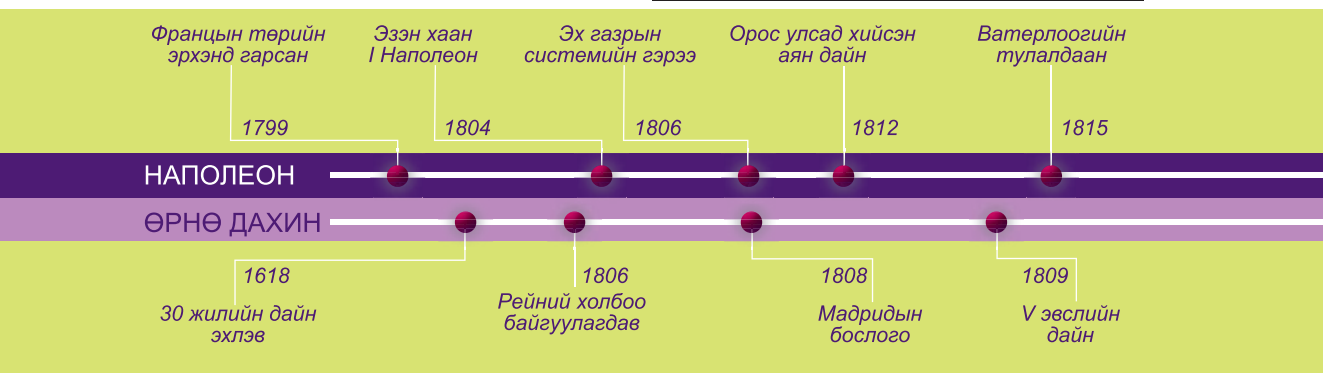 Францын төрийн
эрхэнд гарсан
Эзэн хаан
I Наполеон
Эх газрын
системийн гэрээ
Орос улсад хийсэн
аян дайн
Ватерлоогийн
тулалдаан
1799
1804
1806
1812
1815
НАПОЛЕОН
ӨРНӨ ДАХИН
1618
1806
1808
1809
30 жилийн дайн
эхлэв
Рейний холбоо
байгуулагдав
Мадридын
бослого
V эвслийн
дайн